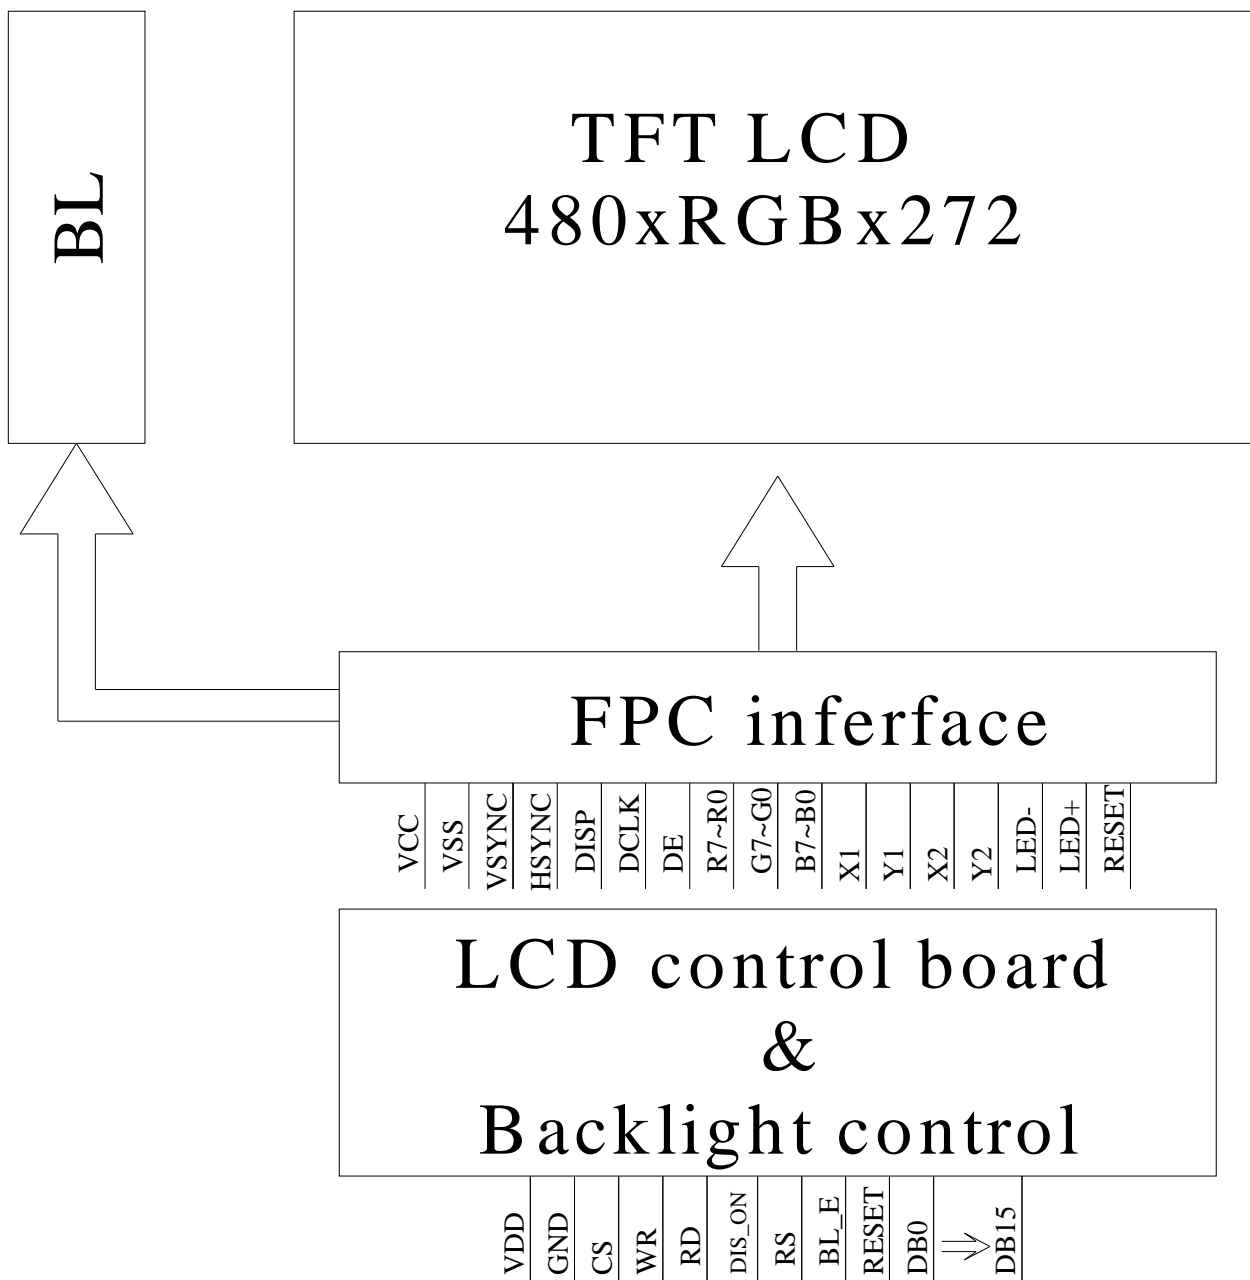 BL
TFT LCD
480xRGBx272
FPC inferface
VCC
VSS
VSYNC
HSYNC
DISP
DCLK
DE
R7~R0
G7~G0
B7~B0
X1
Y1
X2
Y2
LED-
LED+
RESET
LCD control board
&
Backlight control
VDD
GND
CS
WR
RD
DIS_ON
RS
BL_E
RESET
DB0
DB15